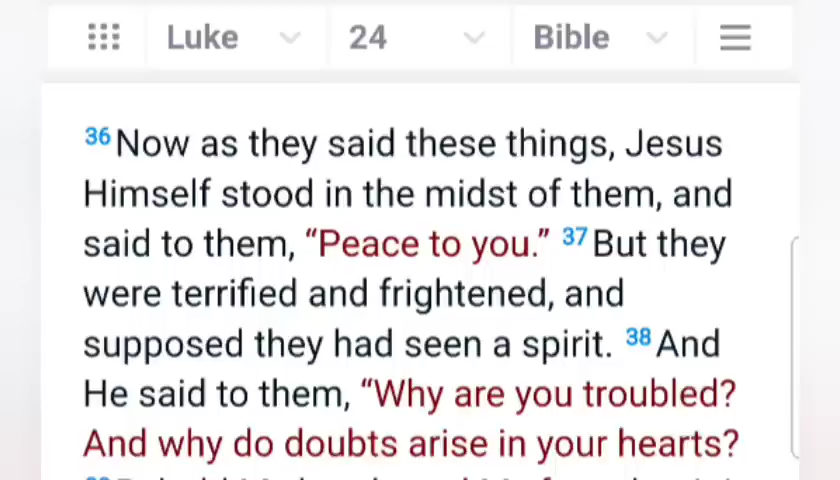 Luke 24 Bible
36 Now as they said these things, Jesus
Himself stood in the midst of them, and
said to them, “Peace to you.” 37 But they
were terrified and frightened, and
supposed they had seen a spirit. 38 And
He said to them, “Why are you troubled?
And why do doubts arise in your hearts?